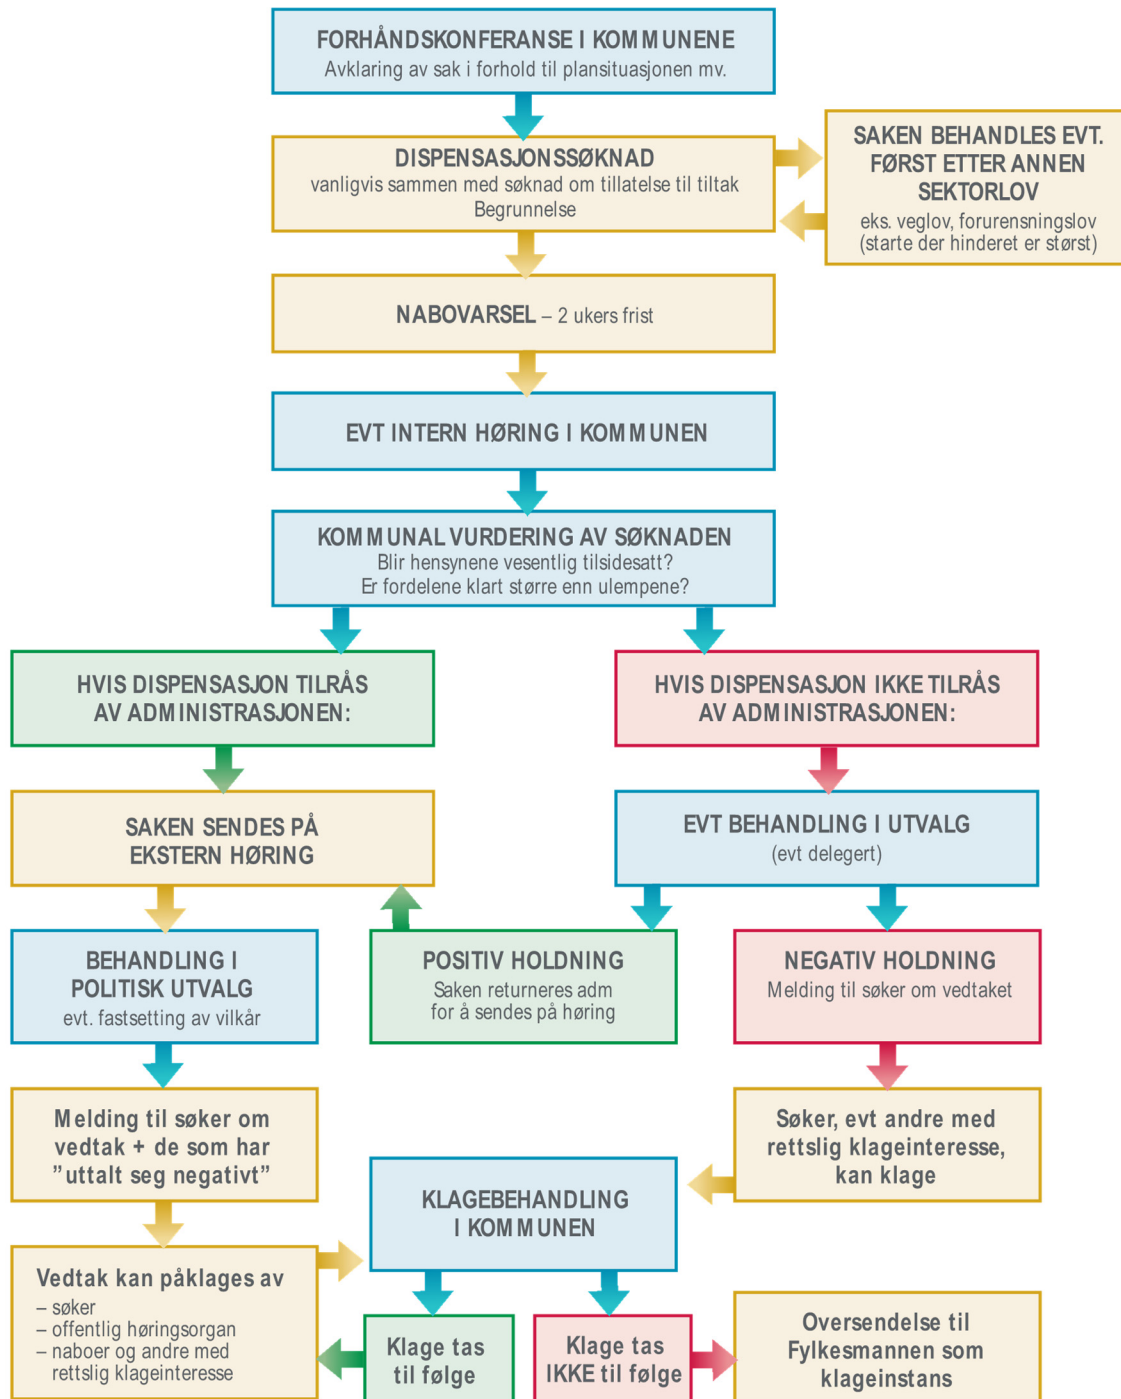 FORHÅNDSKONFERANSE I KOMMUNENE
Avklaring av sak i forhold til plansituasjonen mv.
DISPENSASJONSSØKNAD
vanligvis sammen med søknad om tillatelse til tiltak
Begrunnelse
SAKEN BEHANDLES EVT.
FØRST ETTER ANNEN
SEKTORLOV
eks. veglov, forurensningslov
(starte der hinderet er størst)
NABOVARSEL – 2 ukers frist
EVT INTERN HØRING I KOMMUNEN
KOMMUNAL VURDERING AV SØKNADEN
Blir hensynene vesentlig tilsidesatt?
Er fordelene klart større enn ulempene?
HVIS DISPENSASJON TILRÅS
AV ADMINISTRASJONEN:
HVIS DISPENSASJON IKKE TILRÅS
AV ADMINISTRASJONEN:
SAKEN SENDES PÅ
EKSTERN HØRING
EVT BEHANDLING I UTVALG
(evt delegert)
BEHANDLING I
POLITISK UTVALG
evt. fastsetting av vilkår
POSITIV HOLDNING
Saken returneres adm
for å sendes på høring
NEGATIV HOLDNING
Melding til søker om vedtaket
Melding til søker om
vedtak + de som har
”uttalt seg negativt”
Søker, evt andre med
rettslig klageinteresse,
kan klage
KLAGEBEHANDLING
I KOMMUNEN
Vedtak kan påklages av
– søker
– offentlig høringsorgan
– naboer og andre med
rettslig klageinteresse
Klage tas
til følge
Klage tas
IKKE til følge
Oversendelse til
Fylkesmannen som
klageinstans